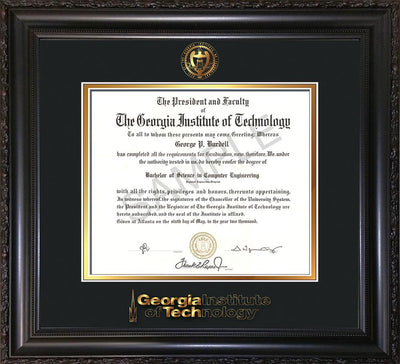 The President and Faculty
of
The Georgia Institute of Technology
To all to whom these presents may come, Greeting: Whereas
George P. Burdell
has completed all the requirements for Graduation, now, therefore, We and
the authority vested in us, do hereby confer the degree of
Bachelor of Science in Computer Engineering
with all the rights, privileges and honors, thereunto appertaining.
In witness whereof, the signatures of the Chancellor of the University System,
the President and the Registrar of The Georgia Institute of Technology are
hereto subscribed, and the seal of the Institute is affixed.
Given at Atlanta on the sixth day of May, in the year two thousand.
SAMPLE
GeorgiaInstitute
of Technology